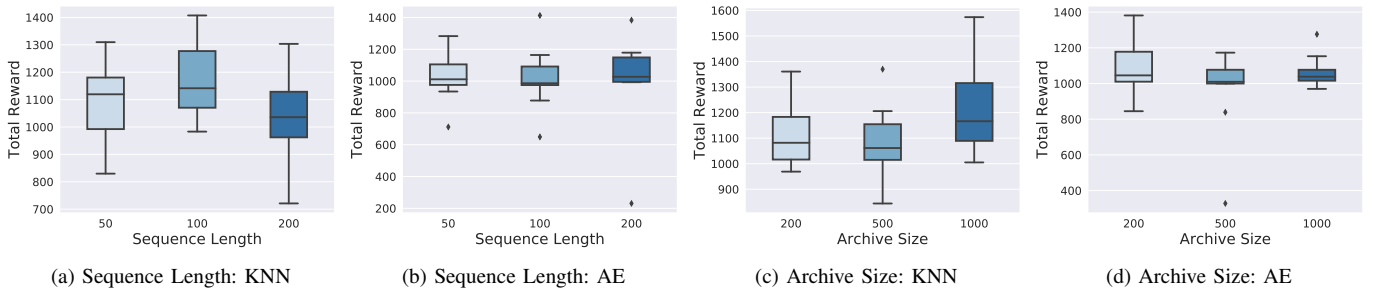 Total Reward
1400
1300
1200
1100
1000
900
800
700
50 100 200
Sequence Length
(a) Sequence Length: KNN
Total Reward
1400
1200
1000
800
600
400
200
50 100 200
Sequence Length
(b) Sequence Length: AE
Total Reward
1600
1500
1400
1300
1200
1100
1000
900
200 500 1000
Archive Size
(c) Archive Size: KNN
Total Reward
1400
1200
1000
800
600
400
200 500 1000
Archive Size
(d) Archive Size: AE